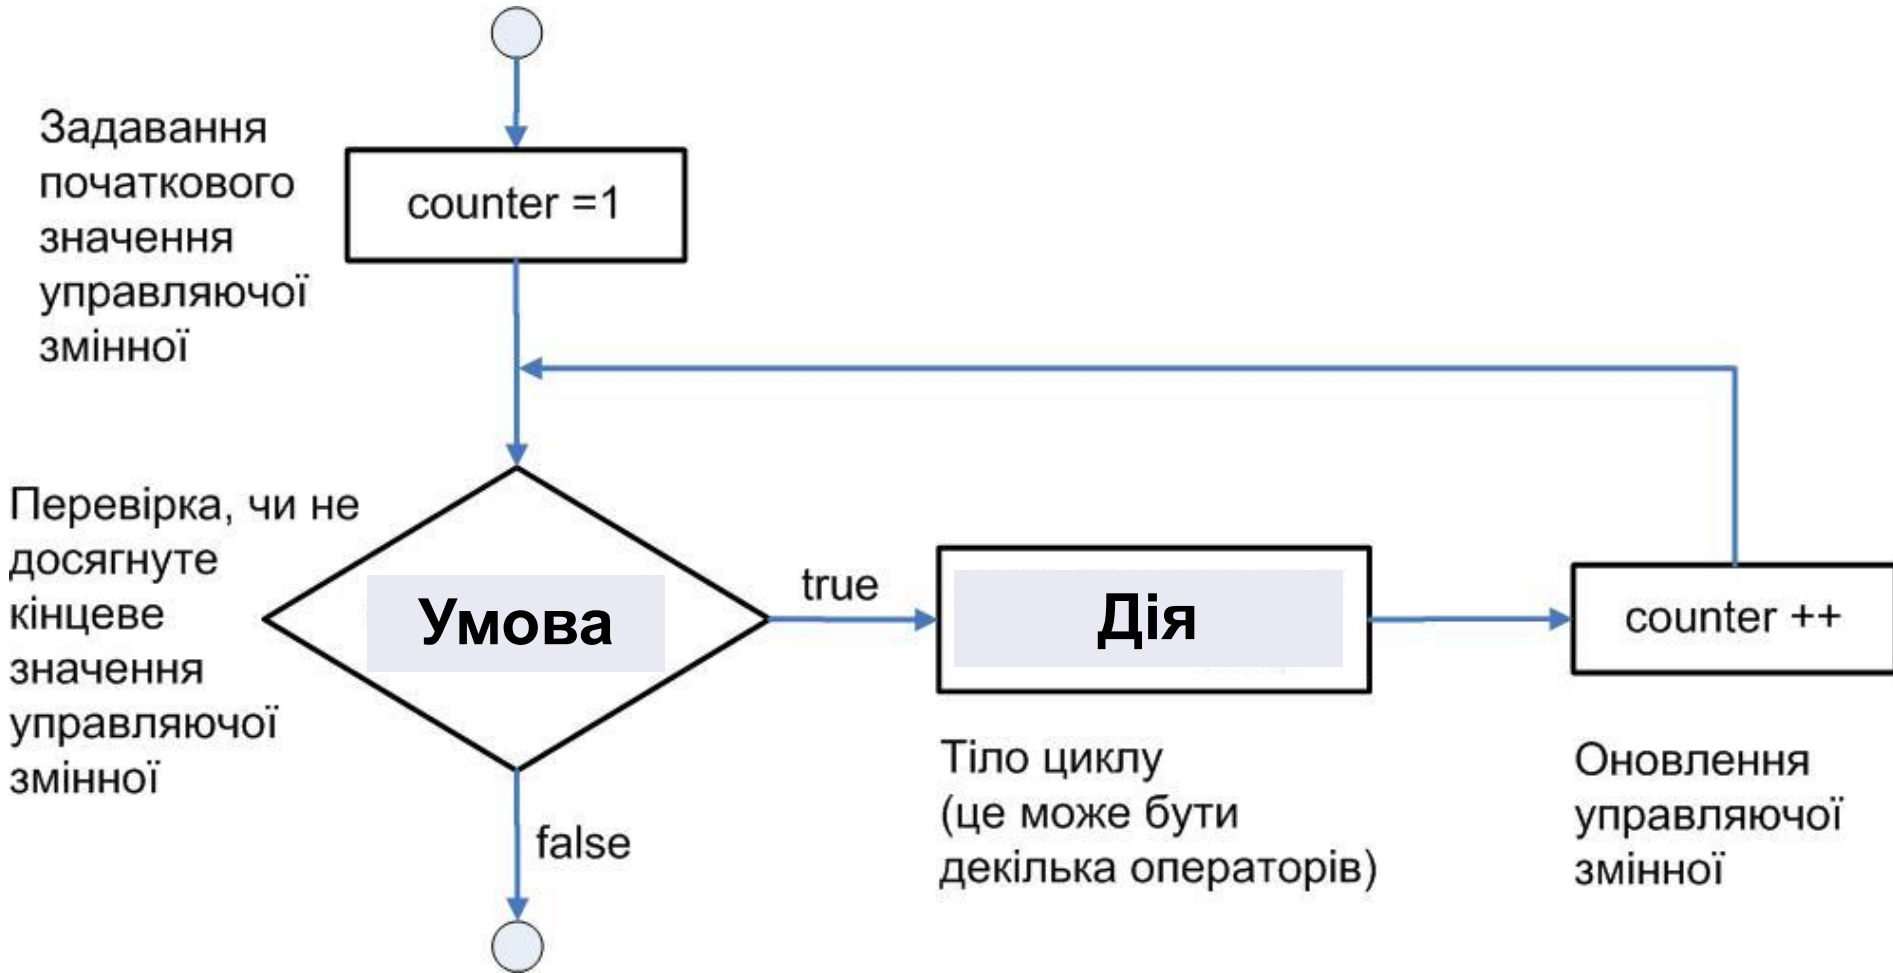 Задавання
початкового
значення
управляючої
змінної
counter =1
Перевірка, чи не
досягнуте
кінцеве
значення
управляючої
змінної
Умова
true
Дія
counter ++
Тіло циклу
(це може бути
декілька операторів)
Оновлення
управляючої
змінної
false